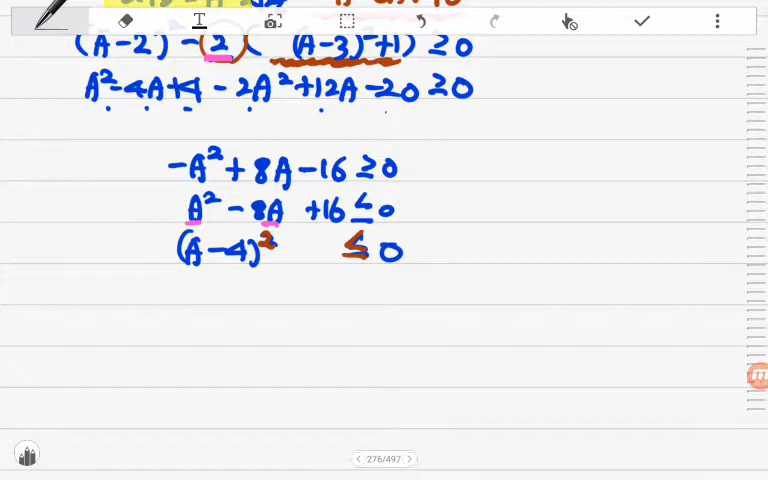 (A-2)² - 2( (A-3)² +1) ≥ 0
A² - 4A + 4 - 2A² + 12A - 20 ≥ 0
-A² + 8A - 16 ≥ 0
A² - 8A + 16 ≤ 0
(A-4)² ≤ 0
276/497